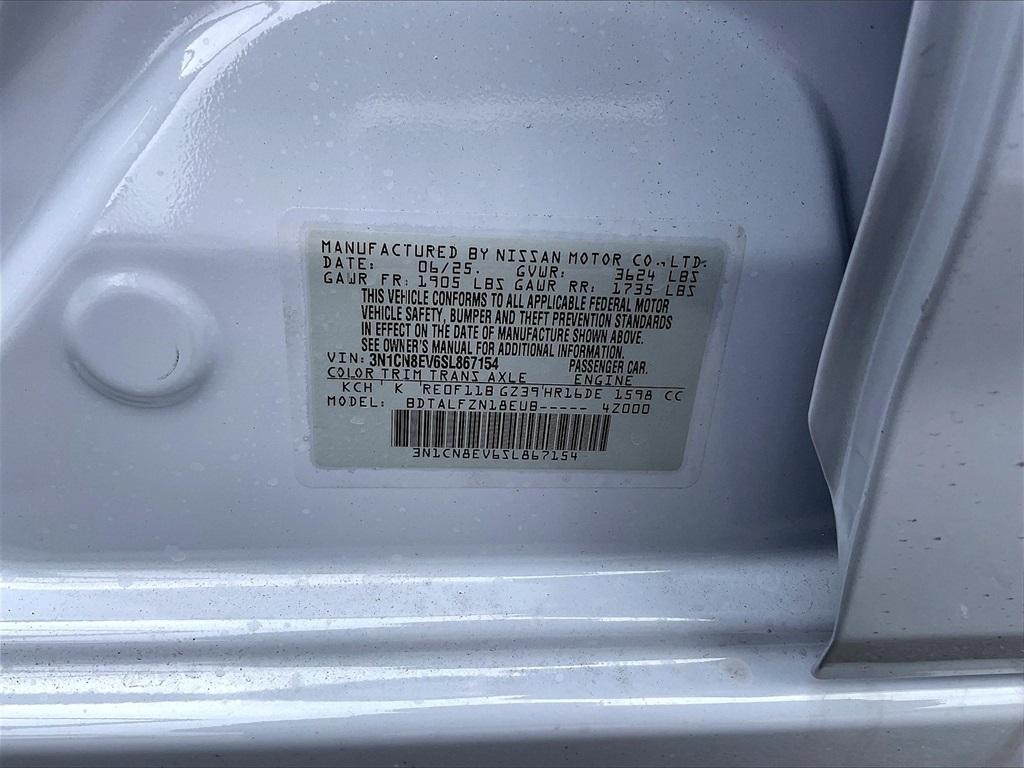 MANUFACTURED BY NISSAN MOTOR CO.,LTD.
DATE: 06/25. GVWR: 3624 LBS
GAWR FR: 1905 LBS GAWR RR: 1735 LBS
THIS VEHICLE CONFORMS TO ALL APPLICABLE FEDERAL MOTOR
VEHICLE SAFETY, BUMPER AND THEFT PREVENTION STANDARDS
IN EFFECT ON THE DATE OF MANUFACTURE SHOWN ABOVE.
SEE OWNER'S MANUAL FOR ADDITIONAL INFORMATION.
VIN: 3N1CN8EV6SL867154 PASSENGER CAR.
COLOR TRIM TRANS AXLE ENGINE
KCH ' K 'RE0F11B GZ39'HR16DE 1598 CC
MODEL: BDTALFZN18EUB----- 4Z000
3N1CN8EV6SL867154